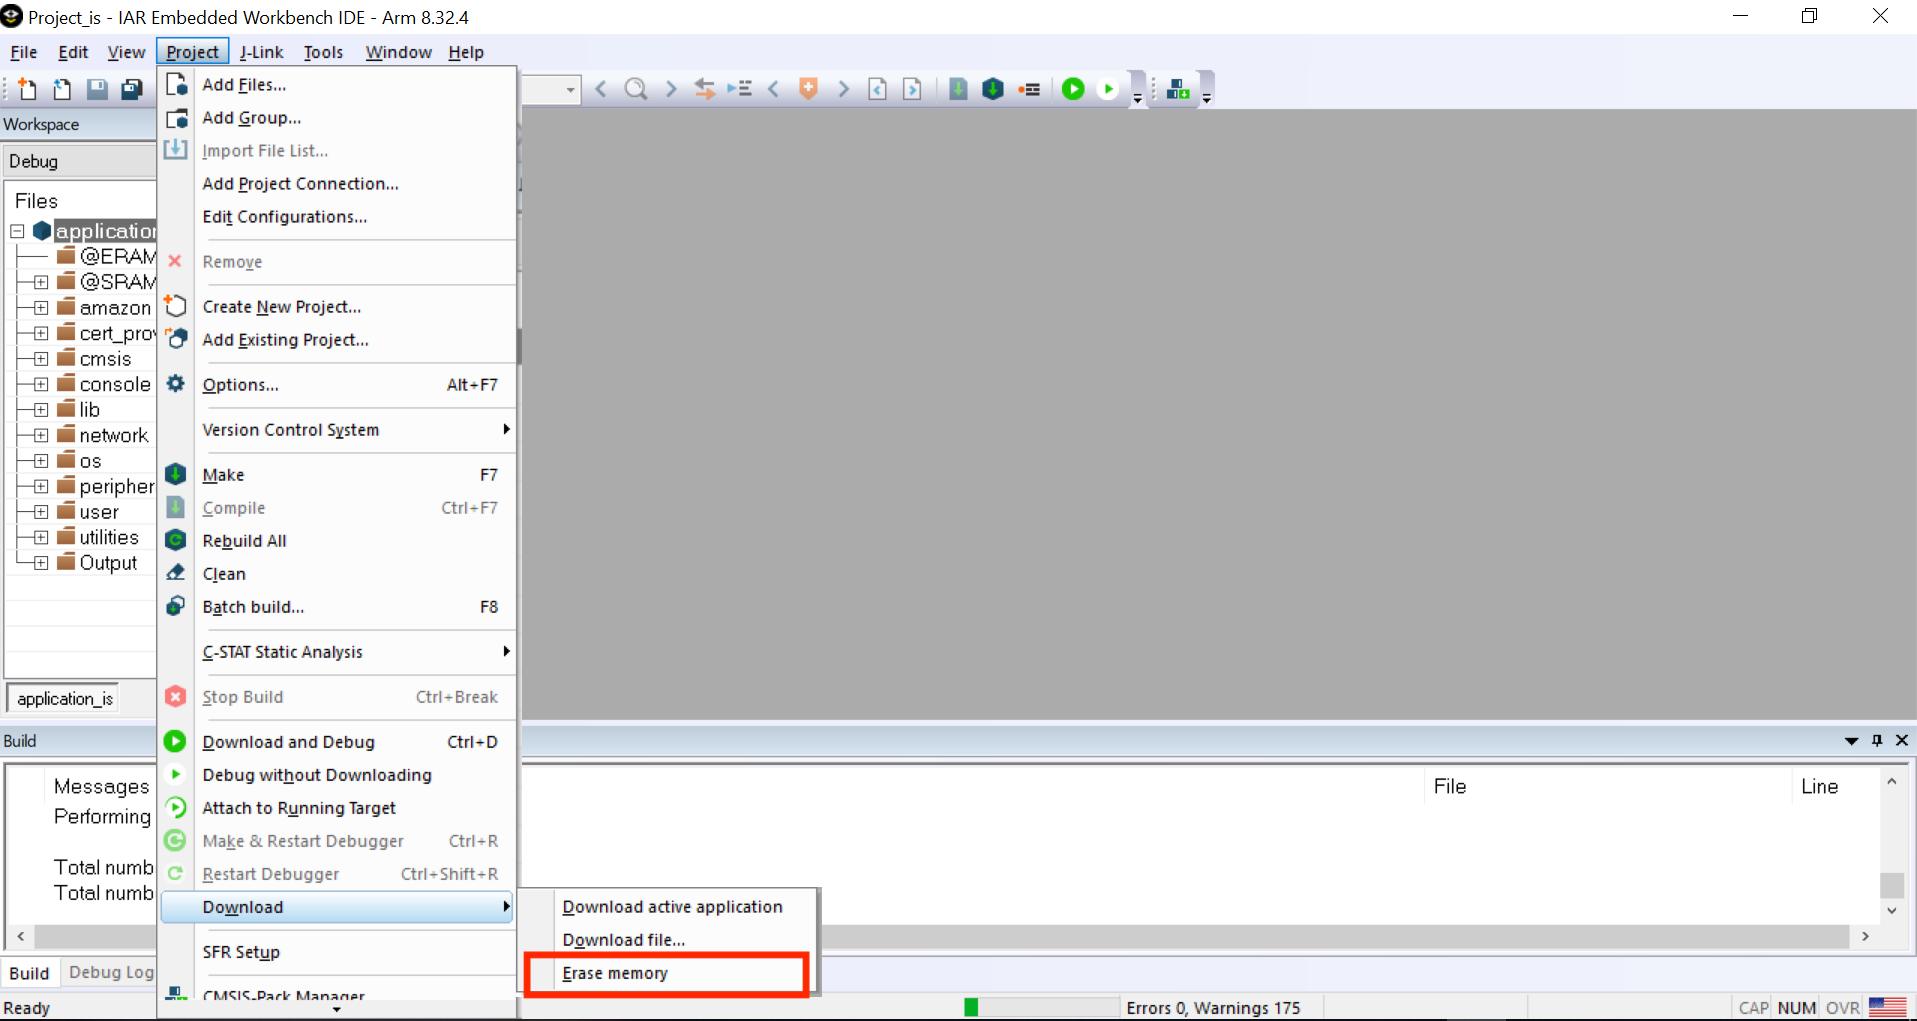 Project_is - IAR Embedded Workbench IDE - Arm 8.32.4
File Edit View Project J-Link Tools Window Help
Workspace
Debug
Files
application
@ERAM
@SRAM
amazon
cert_prov
cmsis
console
lib
network
os
peripher
user
utilities
Output
application_is
Add Files...
Add Group...
Import File List...
Add Project Connection...
Edit Configurations...
Remove
Create New Project...
Add Existing Project...
Options... Alt+F7
Version Control System
Make F7
Compile Ctrl+F7
Rebuild All
Clean
Batch build... F8
C-STAT Static Analysis
Stop Build Ctrl+Break
Download and Debug Ctrl+D
Debug without Downloading
Attach to Running Target
Make & Restart Debugger Ctrl+R
Restart Debugger Ctrl+Shift+R
Download
SFR Setup
CMSIS-Pack Manager
Download active application
Download file...
Erase memory
Build
Messages File Line
Performing
Total numb
Total numb
Build Debug Log
Ready Errors 0, Warnings 175 CAP NUM OVR